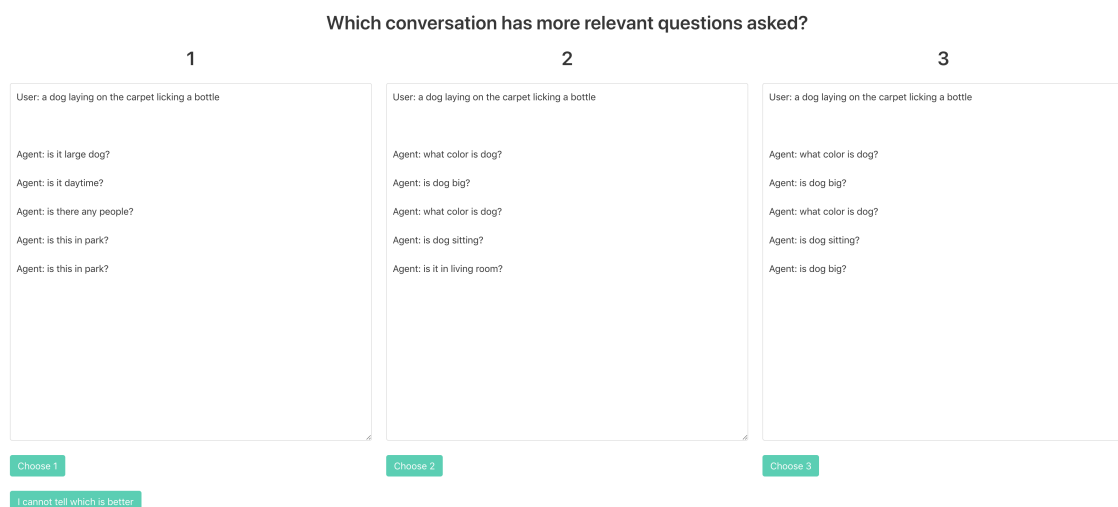 Which conversation has more relevant questions asked?
1
User: a dog laying on the carpet licking a bottle
Agent: is it large dog?
Agent: is it daytime?
Agent: is there any people?
Agent: is this in park?
Agent: is this in park?
Choose 1
2
User: a dog laying on the carpet licking a bottle
Agent: what color is dog?
Agent: is dog big?
Agent: what color is dog?
Agent: is dog sitting?
Agent: is it in living room?
Choose 2
3
User: a dog laying on the carpet licking a bottle
Agent: what color is dog?
Agent: is dog big?
Agent: what color is dog?
Agent: is dog sitting?
Agent: is dog big?
Choose 3
I cannot tell which is better